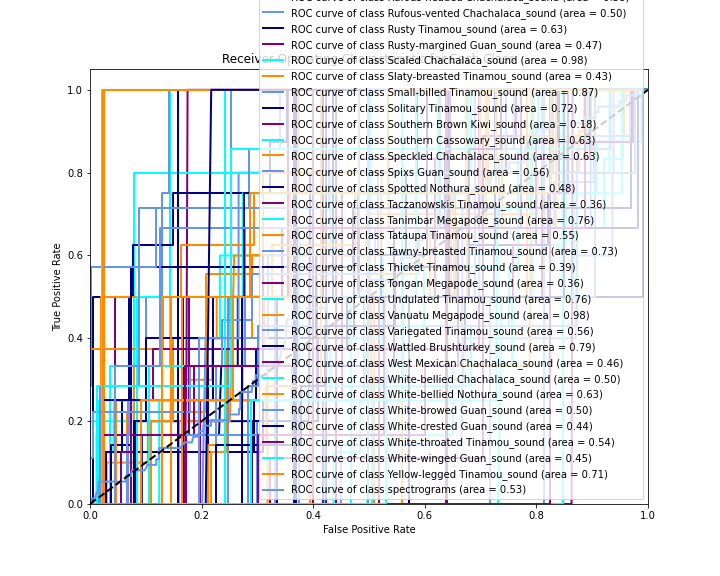 ROC curve of class Rufous-vented Chachalaca_sound (area = 0.50)
ROC curve of class Rusty Tinamou_sound (area = 0.63)
ROC curve of class Rusty-margined Guan_sound (area = 0.47)
Receiver
ROC curve of class Scaled Guan_sound (area = 0.98)
ROC curve of class Slaty-breasted Tinamou_sound (area = 0.43)
ROC curve of class Small-billed Tinamou_sound (area = 0.87)
ROC curve of class Solitary Tinamou_sound (area = 0.72)
ROC curve of class Southern Brown Kiwi_sound (area = 0.18)
ROC curve of class Southern Cassowary_sound (area = 0.63)
ROC curve of class Speckled Chachalaca_sound (area = 0.63)
ROC curve of class Spixs Guan_sound (area = 0.56)
ROC curve of class Spotted Nothura_sound (area = 0.48)
ROC curve of class Taczanowskis Tinamou_sound (area = 0.36)
ROC curve of class Tanimbar Megapode_sound (area = 0.76)
ROC curve of class Tataupa Tinamou_sound (area = 0.55)
ROC curve of class Tawny-breasted Tinamou_sound (area = 0.73)
ROC curve of class Thicket Tinamou_sound (area = 0.39)
ROC curve of class Tongan Megapode_sound (area = 0.36)
ROC curve of class Undulated Tinamou_sound (area = 0.76)
ROC curve of class Vanuatu Megapode_sound (area = 0.98)
ROC curve of class Variegated Tinamou_sound (area = 0.56)
ROC curve of class Wattled Brushturkey_sound (area = 0.79)
ROC curve of class West Mexican Chachalaca_sound (area = 0.46)
ROC curve of class White-bellied Chachalaca_sound (area = 0.50)
ROC curve of class White-bellied Nothura_sound (area = 0.63)
ROC curve of class White-browed Guan_sound (area = 0.50)
ROC curve of class White-crested Guan_sound (area = 0.44)
ROC curve of class White-throated Tinamou_sound (area = 0.54)
ROC curve of class White-winged Guan_sound (area = 0.45)
ROC curve of class Yellow-legged Tinamou_sound (area = 0.71)
ROC curve of class spectrograms (area = 0.53)
True Positive Rate
1.0
0.8
0.6
0.4
0.2
0.0
0.0 0.2 0.4 0.6 0.8 1.0
False Positive Rate